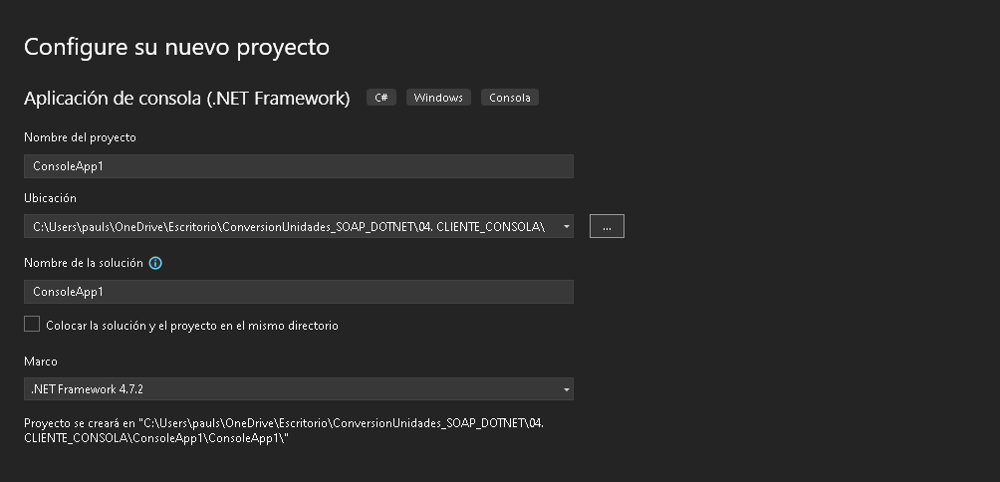 Configure su nuevo proyecto
Aplicación de consola (.NET Framework) C# Windows Consola
Nombre del proyecto
ConsoleApp1
Ubicación
C:\Users\pauls\OneDrive\Escritorio\ConversionUnidades_SOAP_DOTNET\04. CLIENTE_CONSOLA\ ...
Nombre de la solución
ConsoleApp1
Colocar la solución y el proyecto en el mismo directorio
Marco
.NET Framework 4.7.2
Proyecto se creará en "C:\Users\pauls\OneDrive\Escritorio\ConversionUnidades_SOAP_DOTNET\04.
CLIENTE_CONSOLA\ConsoleApp1\ConsoleApp1\"